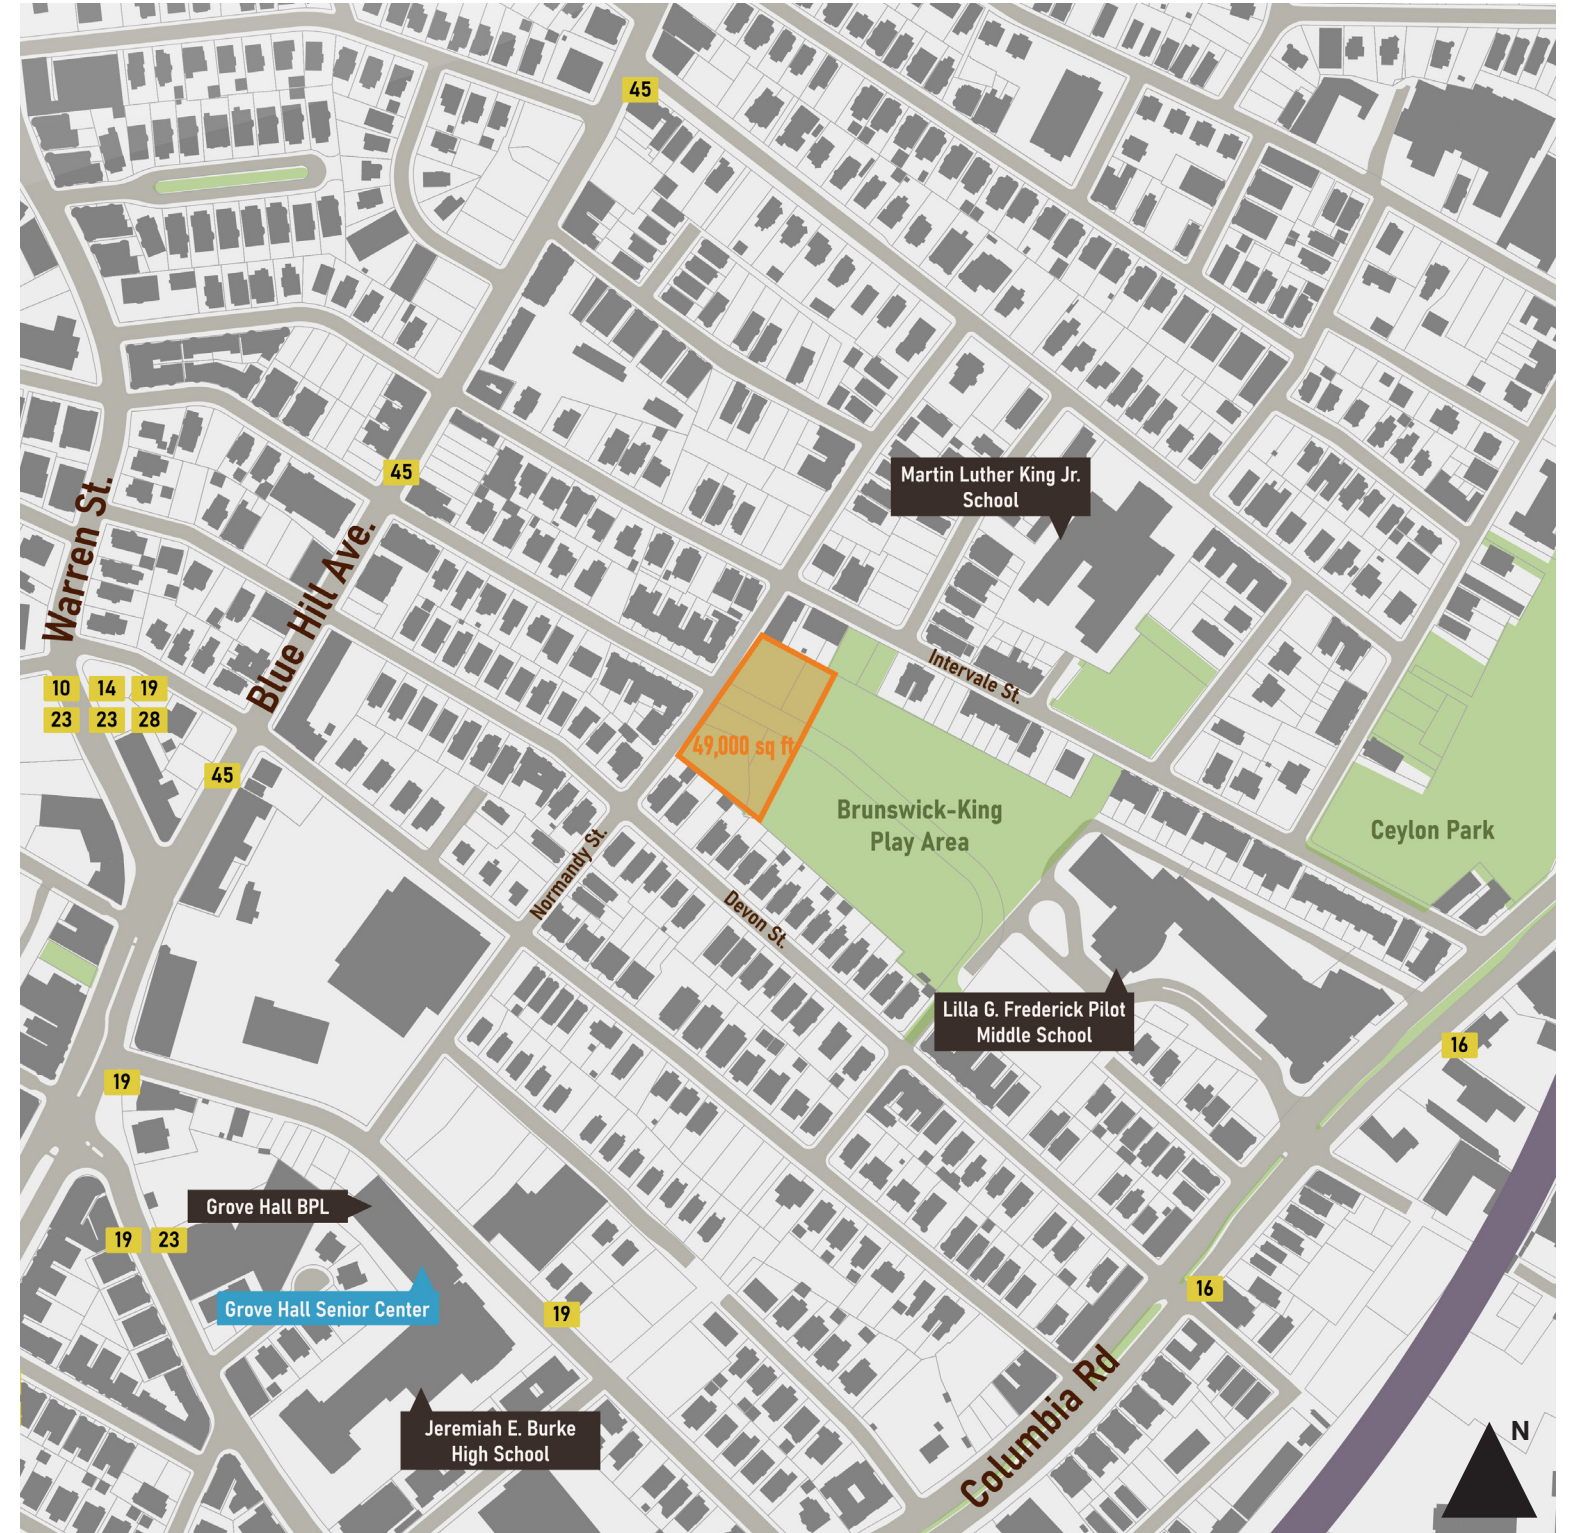 45
45
Martin Luther King Jr.
School
Warren St.
Blue Hill Ave.
Intervale St.
10 14 19
23 23 28
49,000 sq ft
45
Brunswick-King
Play Area
Ceylon Park
Normandy St.
Devon St.
Lilla G. Frederick Pilot
Middle School
16
19
Grove Hall BPL
19 23
Grove Hall Senior Center
19
16
Columbia Rd
Jeremiah E. Burke
High School
N